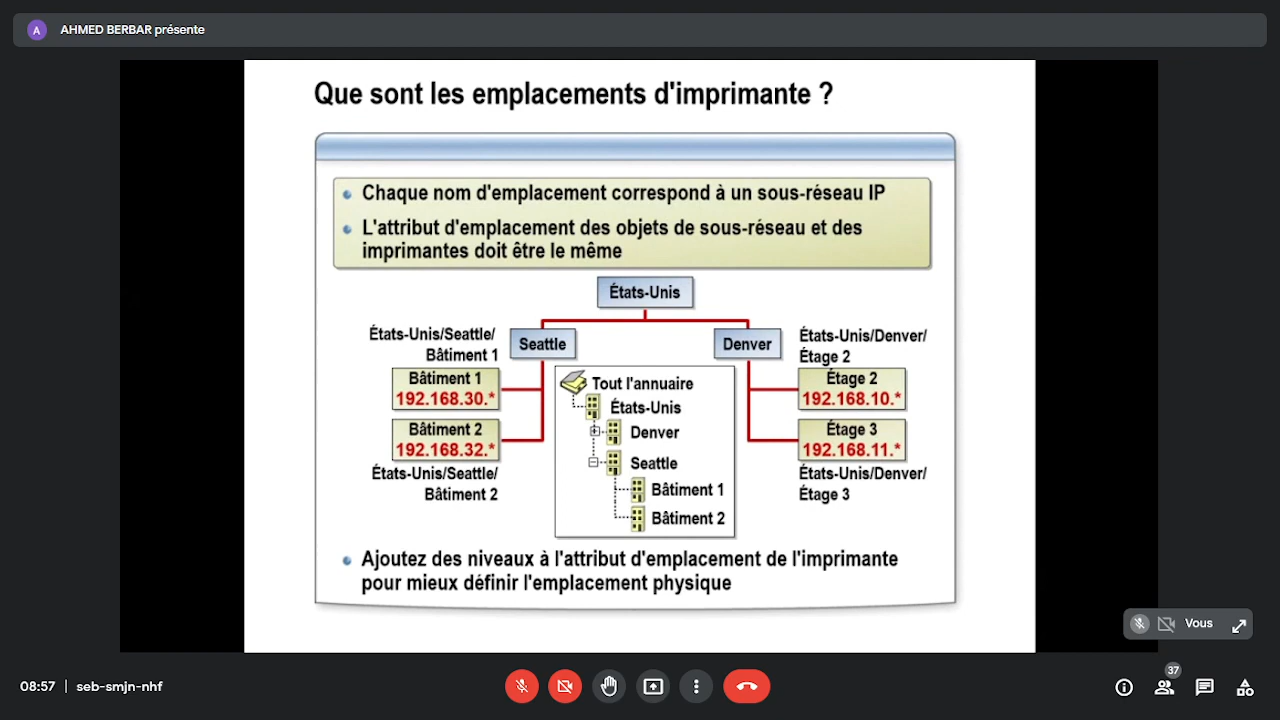 A
AHMED BERBAR présente
Que sont les emplacements d'imprimante ?
Chaque nom d'emplacement correspond à un sous-réseau IP
L'attribut d'emplacement des objets de sous-réseau et des
imprimantes doit être le même
États-Unis
États-Unis/Seattle/
Bâtiment 1
Seattle
Denver
États-Unis/Denver/
Étage 2
Bâtiment 1
192.168.30.*
Bâtiment 2
192.168.32.*
États-Unis/Seattle/
Bâtiment 2
Tout l'annuaire
États-Unis
Denver
Seattle
Bâtiment 1
Bâtiment 2
Étage 2
192.168.10.*
Étage 3
192.168.11.*
États-Unis/Denver/
Étage 3
Ajoutez des niveaux à l'attribut d'emplacement de l'imprimante
pour mieux définir l'emplacement physique
Vous
08:57 | seb-smjn-nhf
37